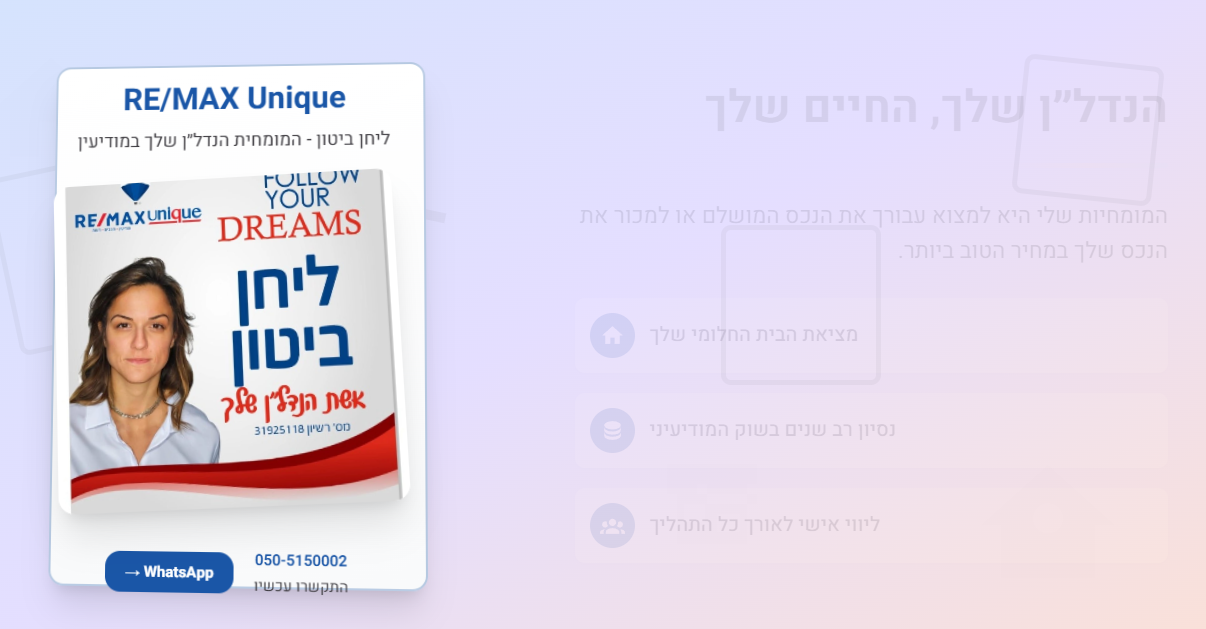 RE/MAX Unique
ליחן ביטון - המומחית הנדל״ן שלך במודיעין
FOLLOW
YOUR
DREAMS
RE/MAX unique
ליחן
ביטון
אשת הנדל״ן שלך
מס׳ רשיון 31925118
050-5150002
התקשרו עכשיו
WhatsApp →
הנדל״ן שלך, החיים שלך
המומחיות שלי היא למצוא עבורך את הנכס המושלם או למכור את
הנכס שלך במחיר הטוב ביותר.
מציאת הבית החלומי שלך
נסיון רב שנים בשוק המודיעיני
ליווי אישי לאורך כל התהליך